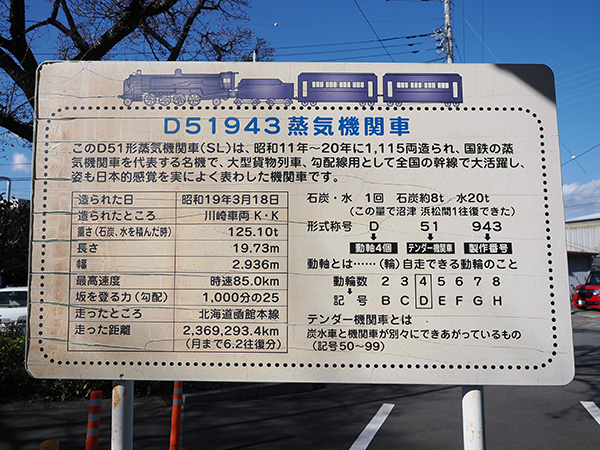 D51943 蒸気機関車
このD51形蒸気機関車(SL)は、昭和11年～20年に1,115両造られ、国鉄の蒸
気機関車を代表する名機で、大型貨物列車、勾配線用として全国の幹線で大活躍し、
姿も日本的感覚を実によく表わした機関車です。
造られた日 昭和19年3月18日
造られたところ 川崎車両K・K
重さ(石炭、水を積んだ時) 125.10t
長さ 19.73m
幅 2.936m
最高速度 時速85.0km
坂を登る力(勾配) 1,000分の25
走ったところ 北海道函館本線
走った距離 2,369,293.4km
(月まで6.2往復分)
石炭・水 1回 石炭約8t 水20t
(この量で沼津 浜松間1往復できた)
形式称号 D 51 943
動軸4個 テンダー機関車 製作番号
動軸とは……(輪)自走できる動輪のこと
動輪数 2 3 4 5 6 7 8
記号 B C D E F G H
テンダー機関車とは
炭水車と機関車が別々にできあがっているもの
(記号50～99)